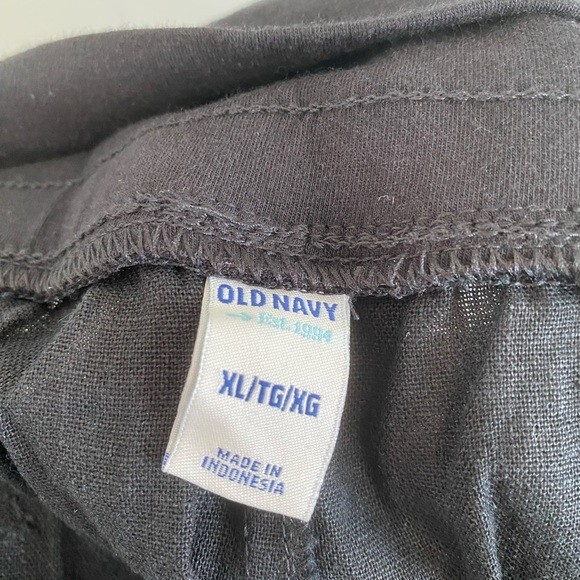 OLD NAVY
Est. 1994
XL/TG/XG
MADE IN
INDONESIA